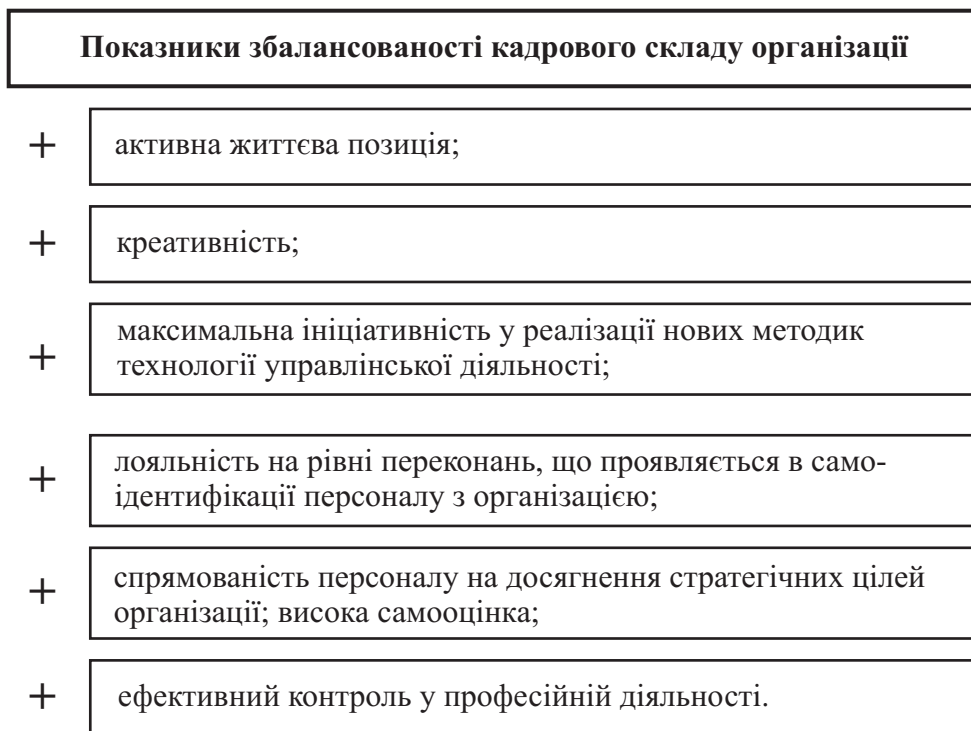 Показники збалансованості кадрового складу організації
+ активна життєва позиція;
+ креативність;
+ максимальна ініціативність у реалізації нових методик
технології управлінської діяльності;
+ лояльність на рівні переконань, що проявляється в само-
ідентифікації персоналу з організацією;
+ спрямованість персоналу на досягнення стратегічних цілей
організації; висока самооцінка;
+ ефективний контроль у професійній діяльності.